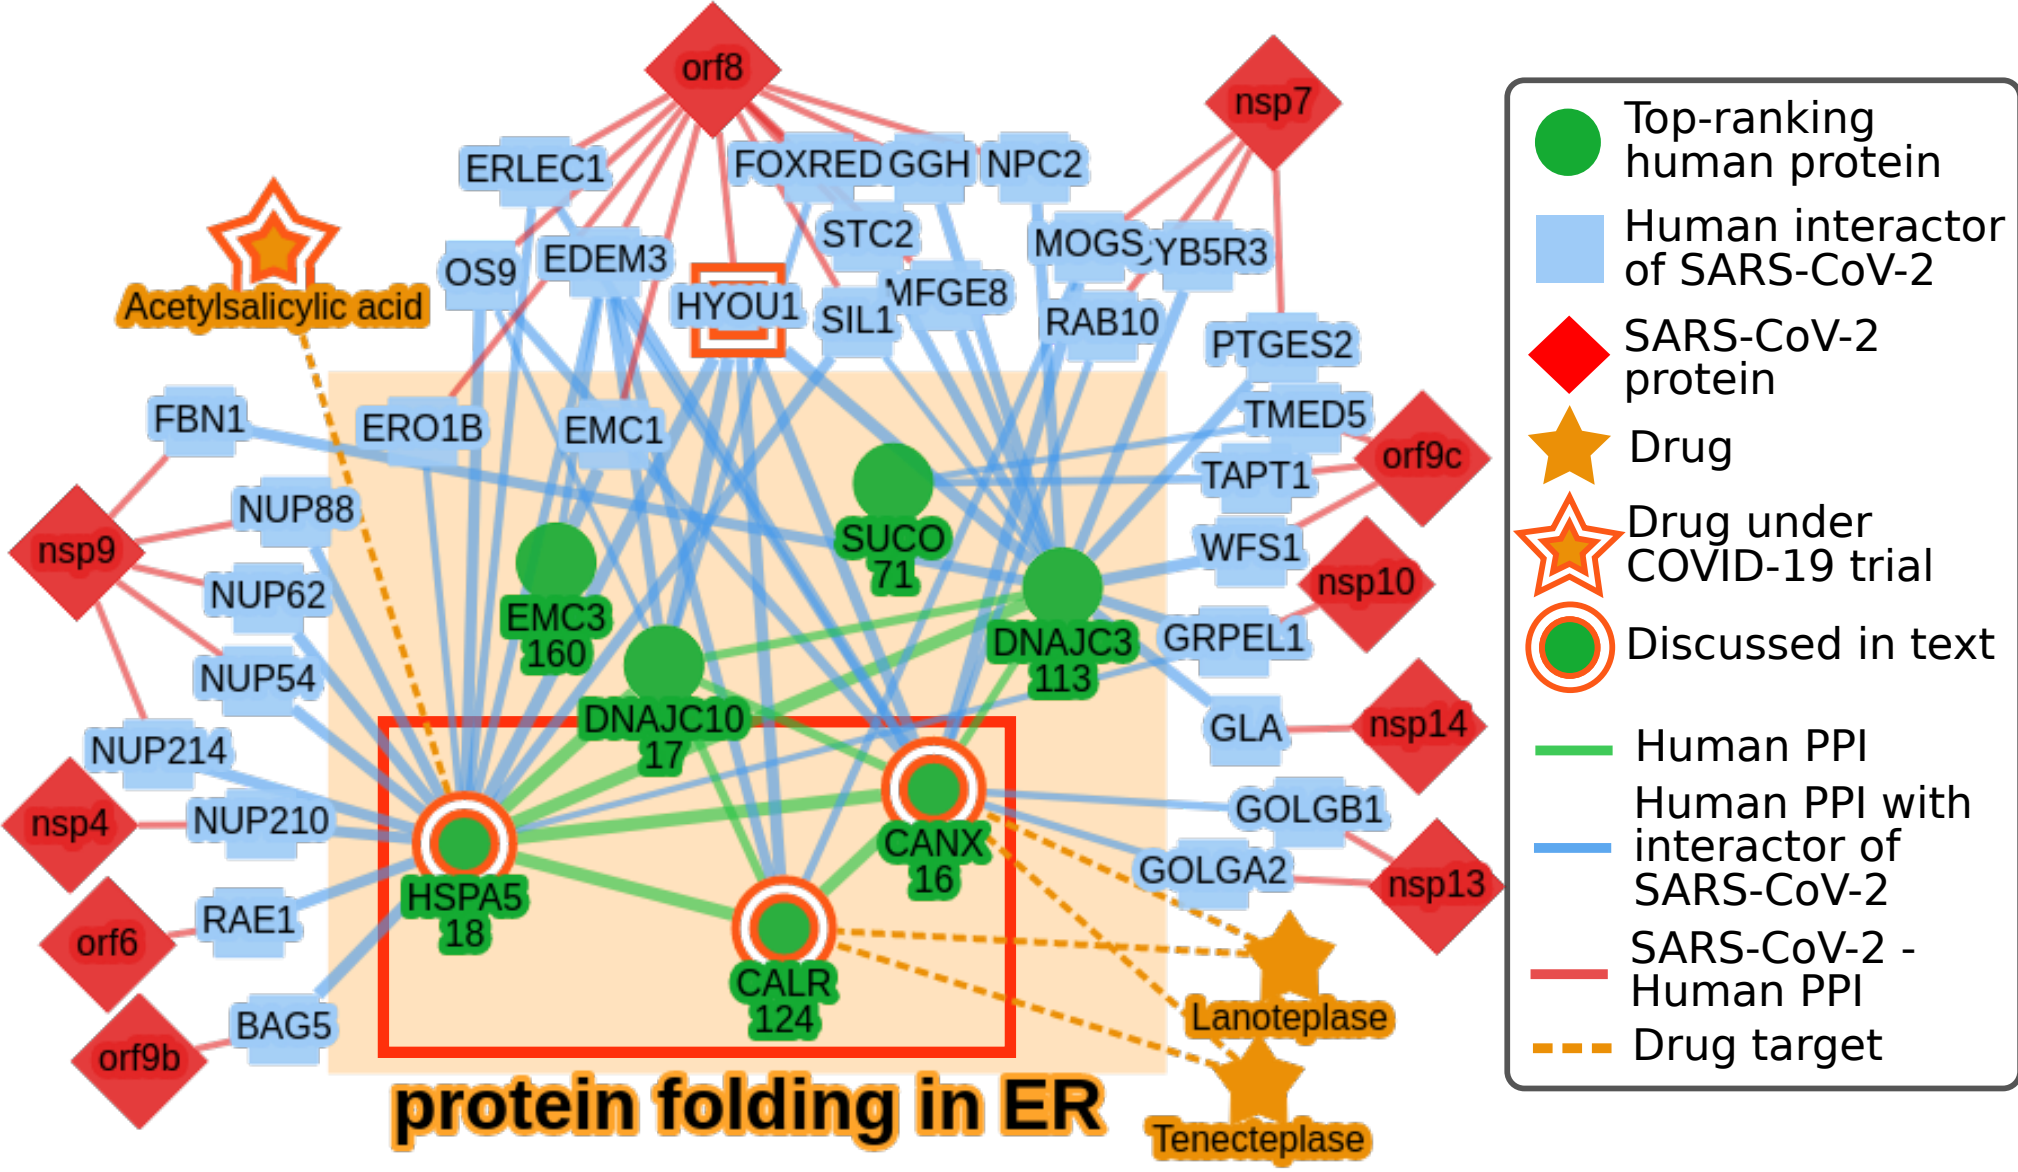 orf8
nsp7
ERLEC1
FOXRED
GGH
NPC2
OS9
EDEM3
STC2
MOGS
YB5R3
HYOU1
SIL1
MFGE8
RAB10
PTGES2
Acetylsalicylic acid
FBN1
ERO1B
EMC1
TMED5
orf9c
TAPT1
NUP88
nsp9
SUCO
71
WFS1
nsp10
NUP62
EMC3
160
DNAJC3
113
GRPEL1
NUP54
DNAJC10
17
GLA
nsp14
NUP214
nsp4
NUP210
HSPA5
18
CANX
16
GOLGB1
GOLGA2
nsp13
RAE1
orf6
CALR
124
Lanoteplase
BAG5
orf9b
Tenecteplase
protein folding in ER
Top-ranking
human protein
Human interactor
of SARS-CoV-2
SARS-CoV-2
protein
Drug
Drug under
COVID-19 trial
Discussed in text
Human PPI
Human PPI with
interactor of
SARS-CoV-2
SARS-CoV-2 -
Human PPI
Drug target